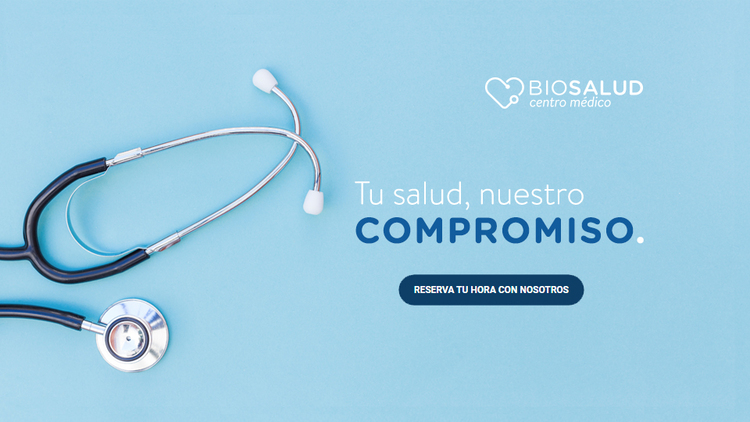 BIOSALUD
centro médico
Tu salud, nuestro
COMPROMISO.
RESERVA TU HORA CON NOSOTROS